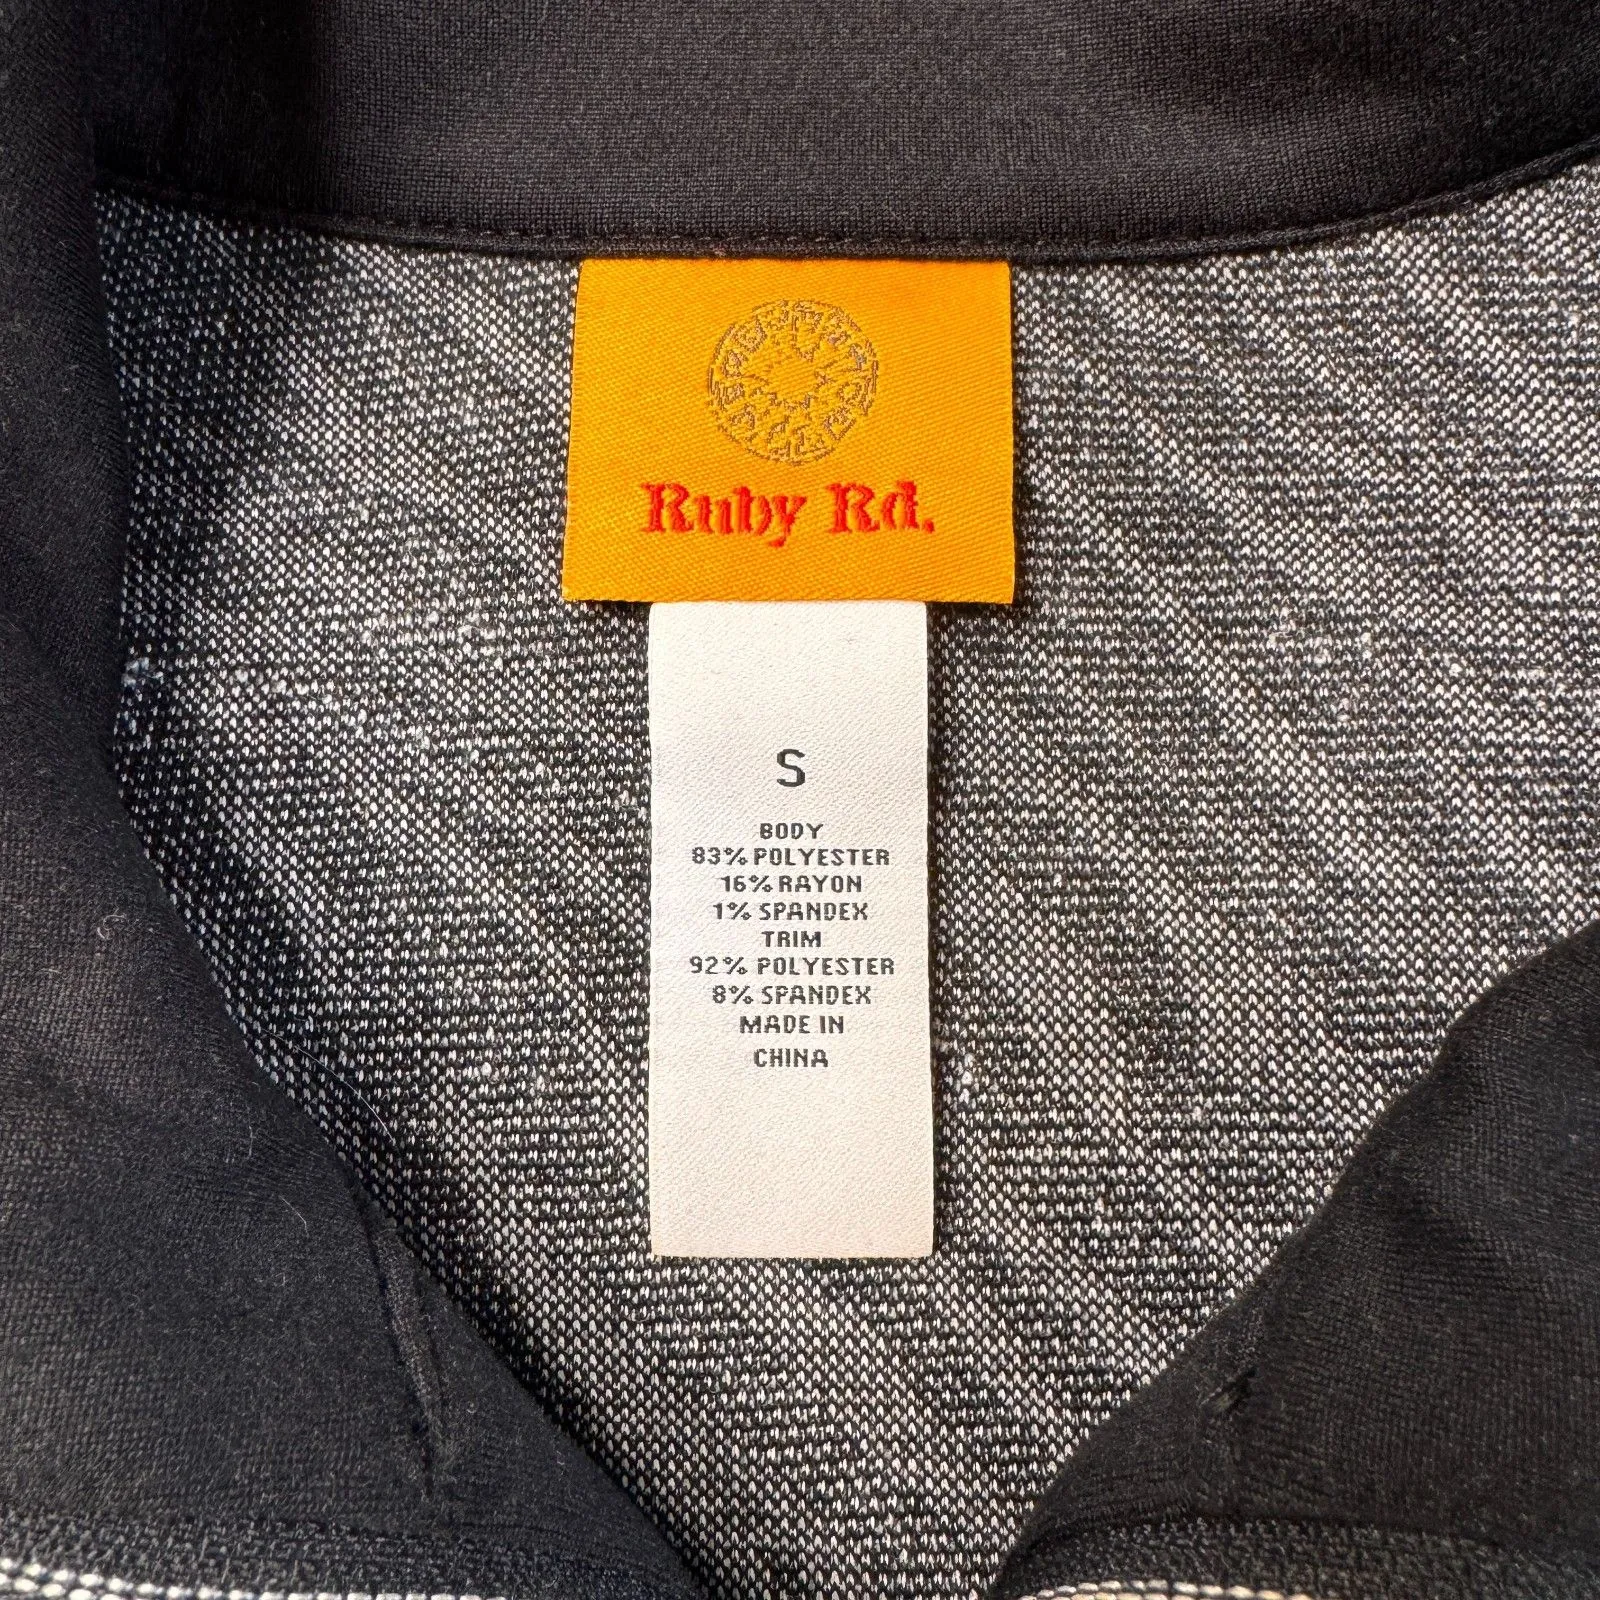 Ruby Rd.
S
BODY
83% POLYESTER
16% RAYON
1% SPANDEX
TRIM
92% POLYESTER
8% SPANDEX
MADE IN
CHINA